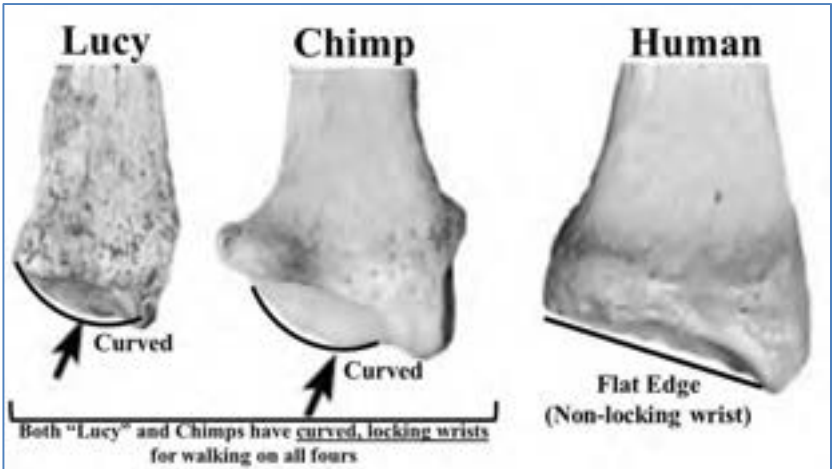 Lucy
Chimp
Human
Curved
Curved
Flat Edge
(Non-locking wrist)
Both “Lucy” and Chimps have curved, locking wrists
for walking on all fours